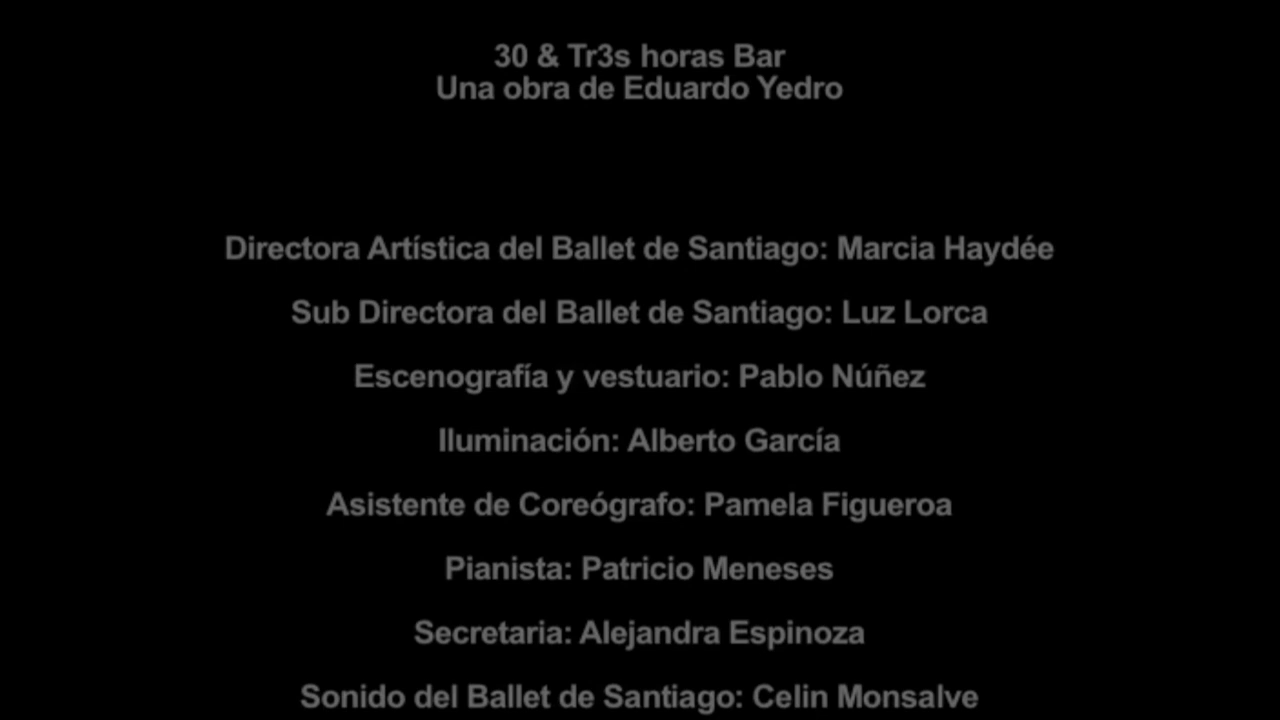 30 & Tr3s horas Bar
Una obra de Eduardo Yedro
Directora Artística del Ballet de Santiago: Marcia Haydée
Sub Directora del Ballet de Santiago: Luz Lorca
Escenografía y vestuario: Pablo Núñez
Iluminación: Alberto García
Asistente de Coreógrafo: Pamela Figueroa
Pianista: Patricio Meneses
Secretaria: Alejandra Espinoza
Sonido del Ballet de Santiago: Celin Monsalve